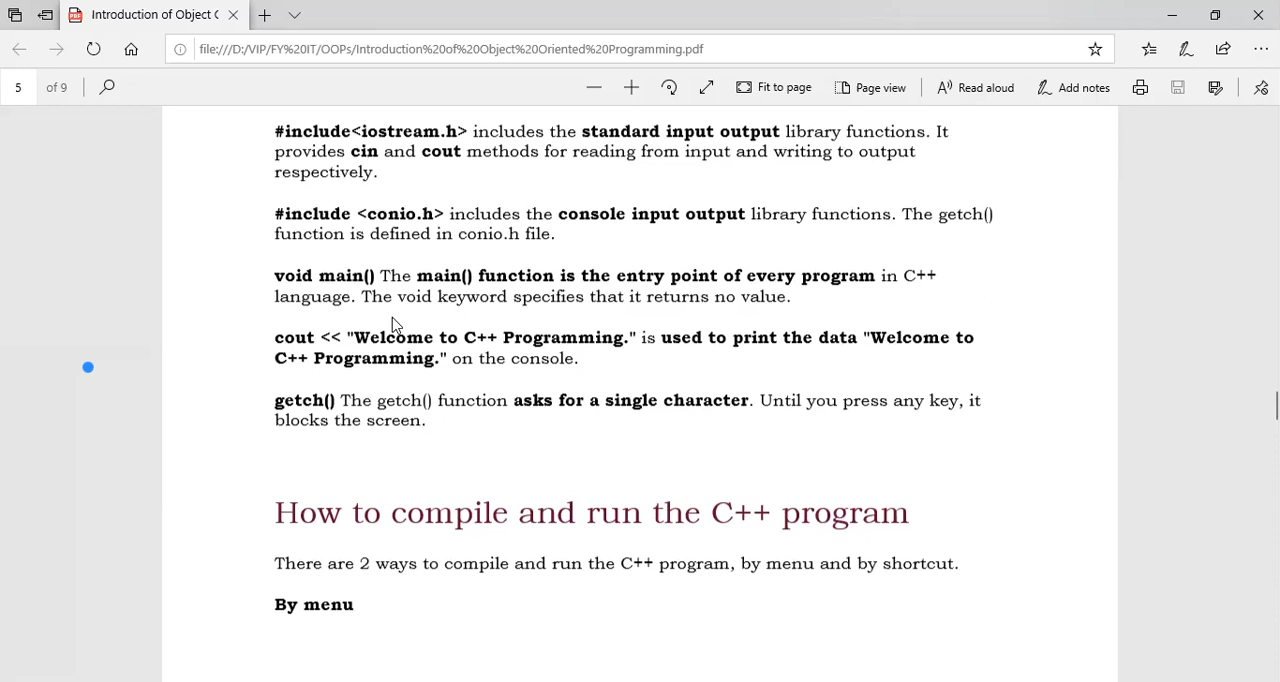 Introduction of Object C
file:///D:/VIP/FY%20IT/OOPs/Introduction%20of%20Object%20Oriented%20Programming.pdf
5 of 9 Fit to page Page view Read aloud Add notes
#include<iostream.h> includes the standard input output library functions. It
provides cin and cout methods for reading from input and writing to output
respectively.
#include <conio.h> includes the console input output library functions. The getch()
function is defined in conio.h file.
void main() The main() function is the entry point of every program in C++
language. The void keyword specifies that it returns no value.
cout << "Welcome to C++ Programming." is used to print the data "Welcome to
C++ Programming." on the console.
getch() The getch() function asks for a single character. Until you press any key, it
blocks the screen.
How to compile and run the C++ program
There are 2 ways to compile and run the C++ program, by menu and by shortcut.
By menu